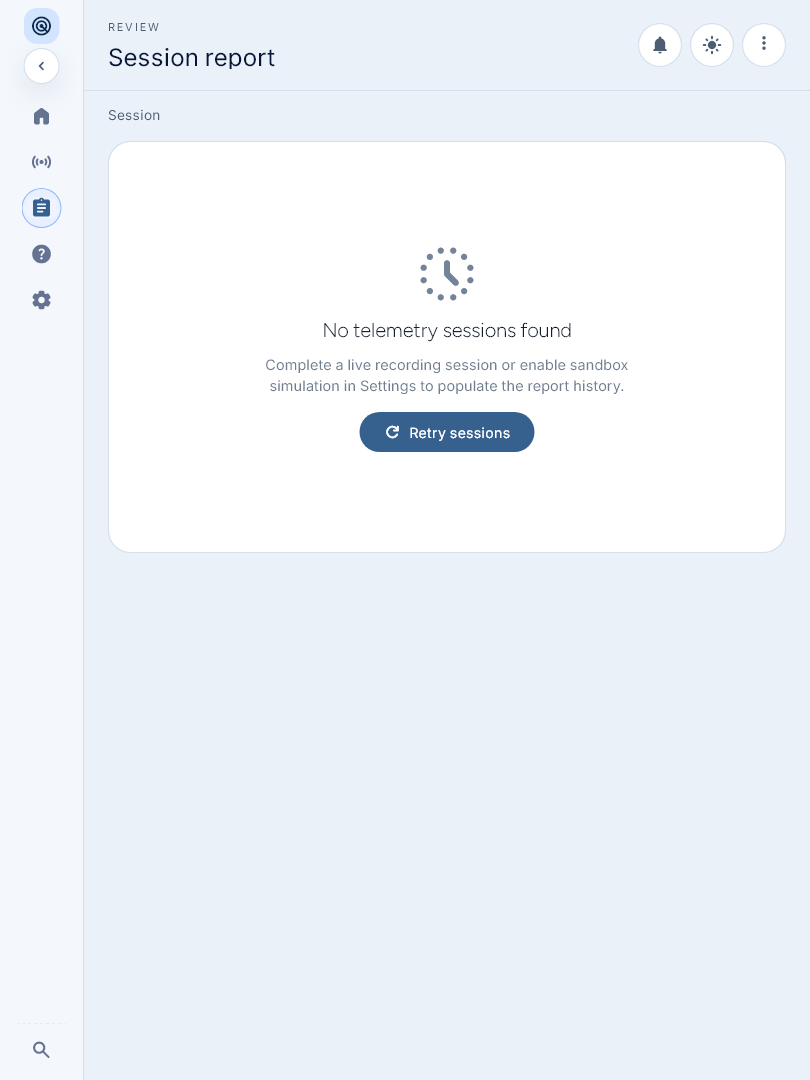 REVIEW
Session report
Session
No telemetry sessions found
Complete a live recording session or enable sandbox
simulation in Settings to populate the report history.
Retry sessions